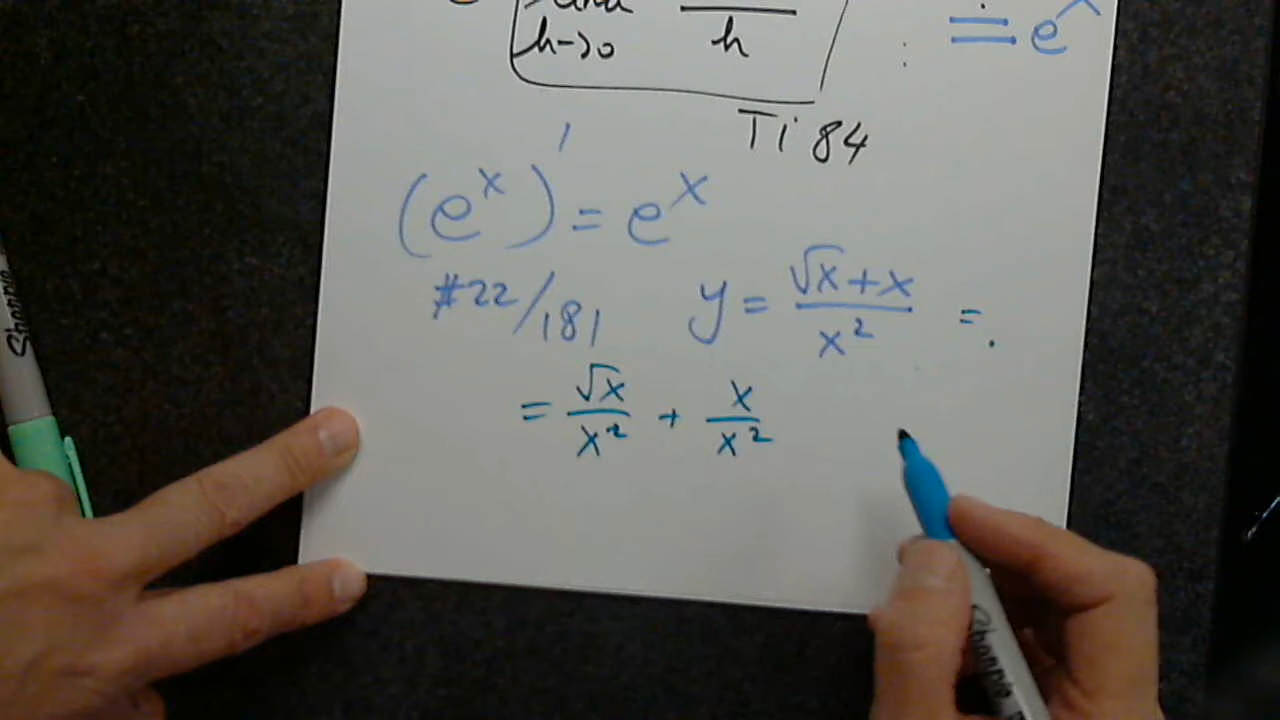 h→0 h ≐ e^x
Ti 84
(e^x)' = e^x
#22/181 y = (√x + x)/x² =
= √x/x² + x/x²
Sharpie
Sharpie